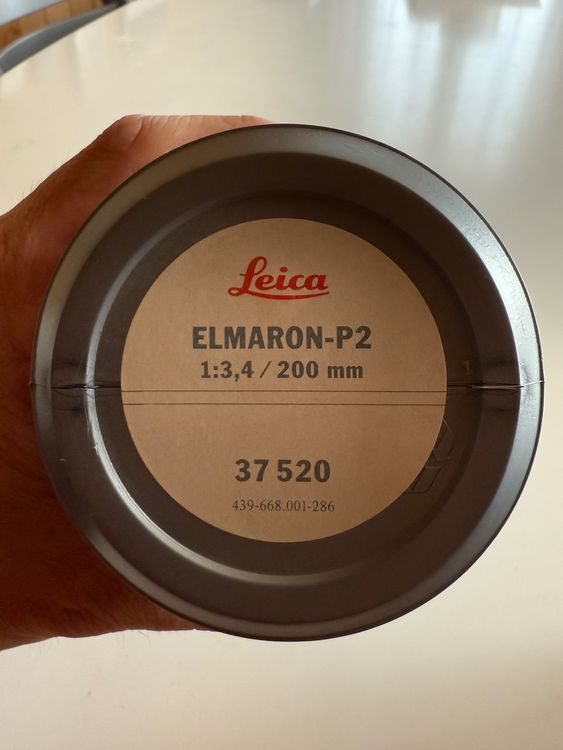 Leica
ELMARON-P2
1:3,4 / 200 mm
37 520
439-668.001-286